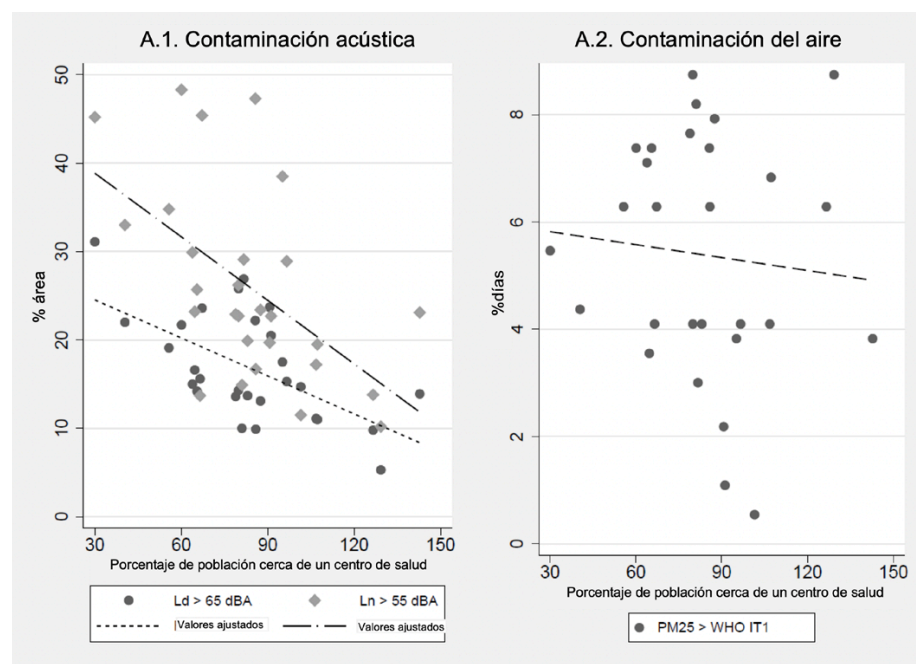 A.1. Contaminación acústica
50
40
30
20
10
0
% área
30 60 90 120 150
Porcentaje de población cerca de un centro de salud
Ld > 65 dBA Ln > 55 dBA
|Valores ajustados Valores ajustados
A.2. Contaminación del aire
8
6
4
2
0
%días
30 60 90 120 150
Porcentaje de población cerca de un centro de salud
PM25 > WHO IT1